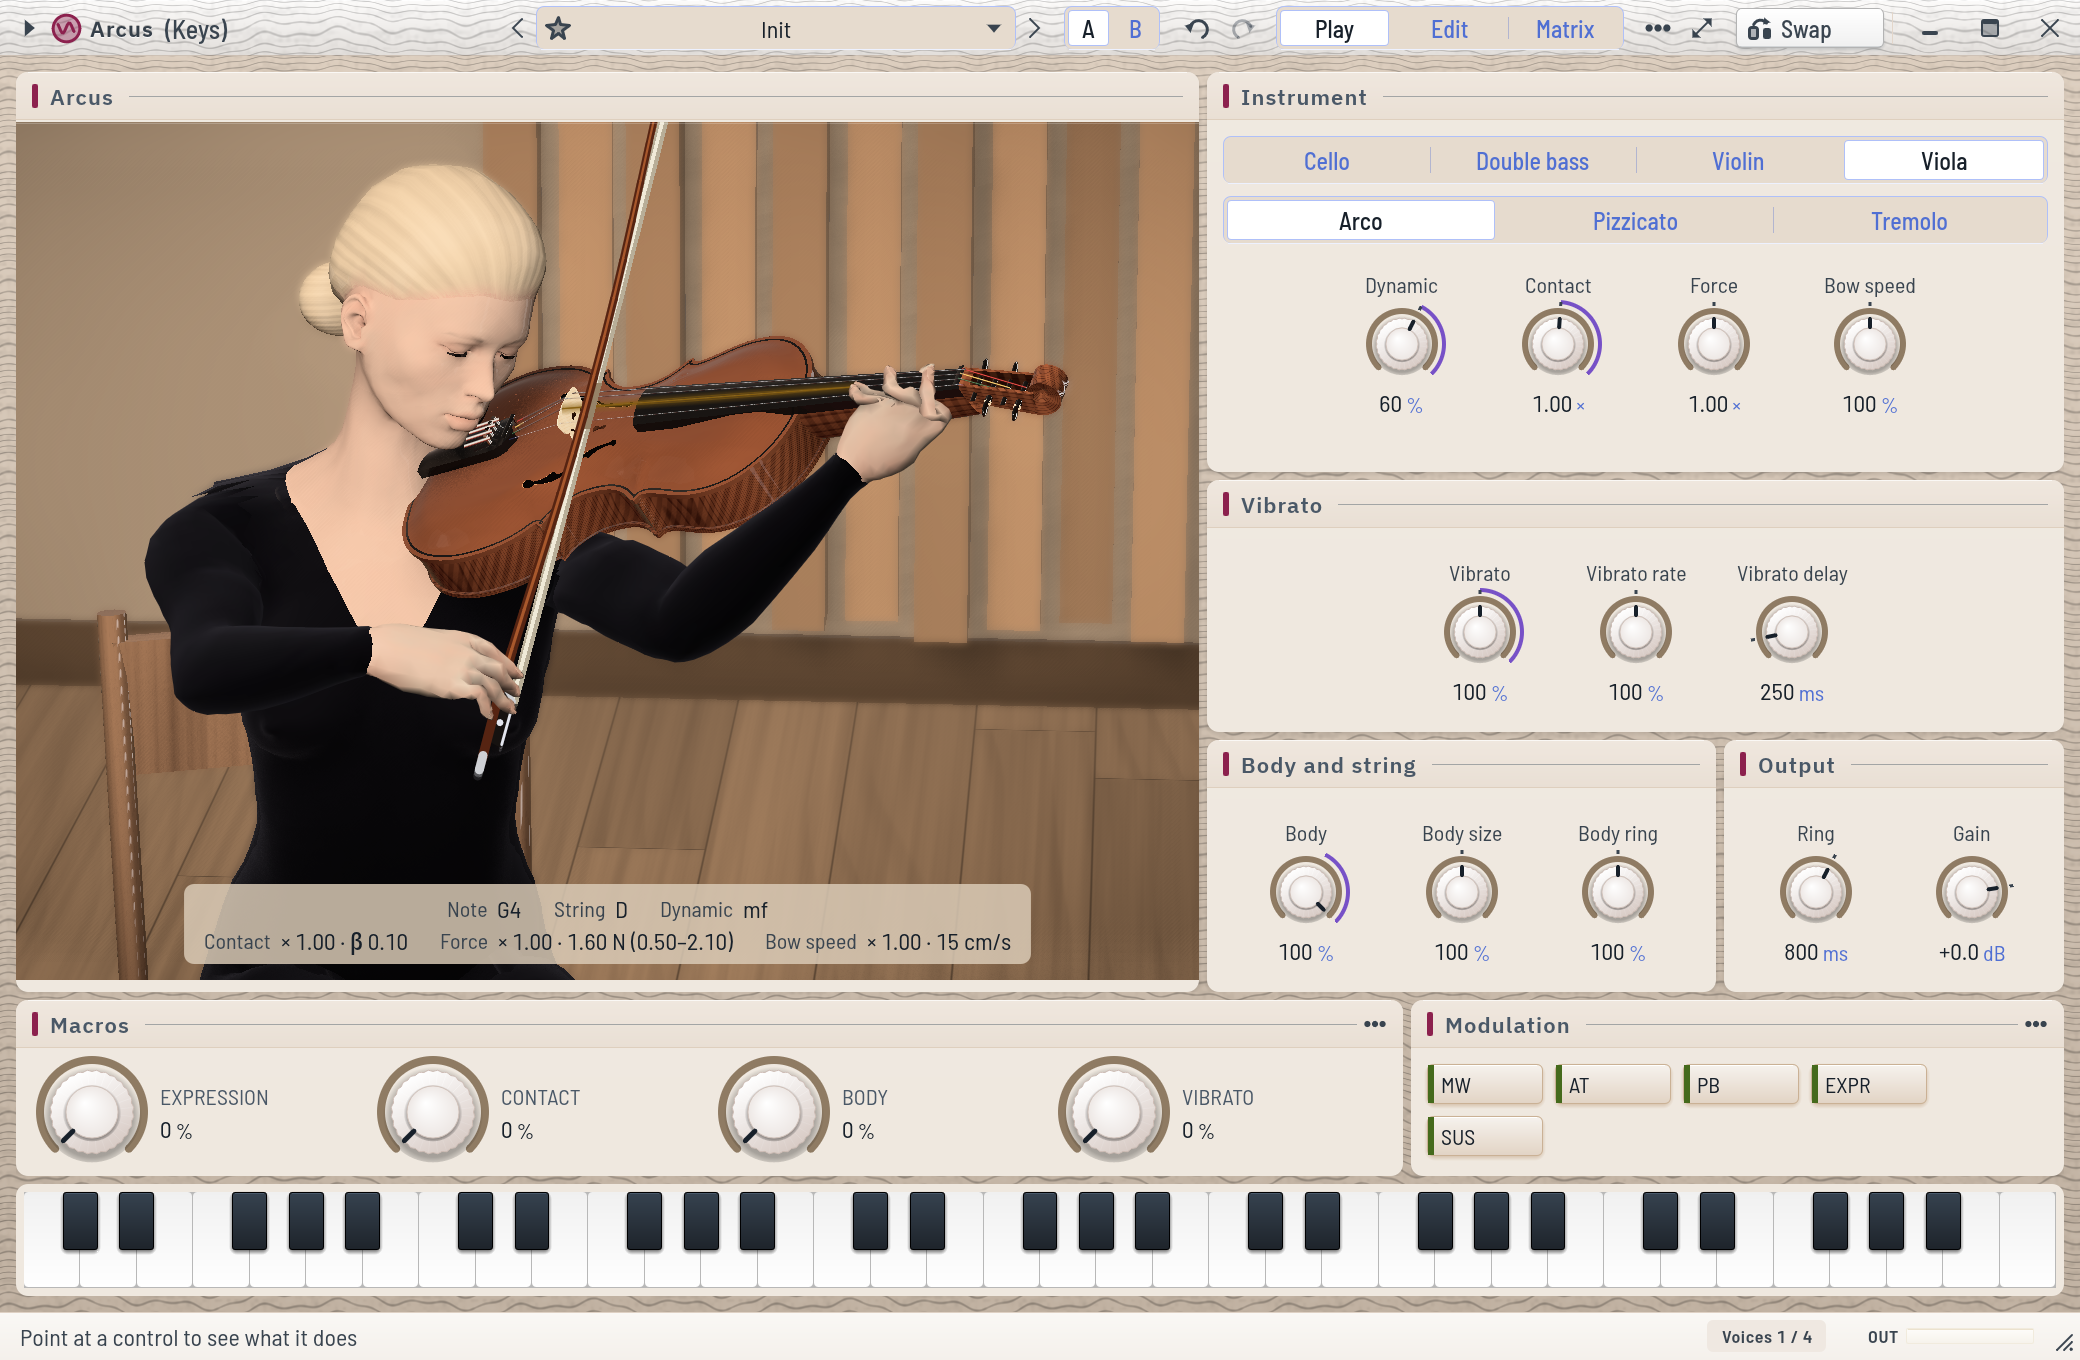 Arcus (Keys)
Init
A B
Play Edit Matrix
Swap
Arcus
Instrument
Cello Double bass Violin Viola
Arco Pizzicato Tremolo
Dynamic Contact Force Bow speed
60 % 1.00 × 1.00 × 100 %
Vibrato
Vibrato Vibrato rate Vibrato delay
100 % 100 % 250 ms
Body and string
Body Body size Body ring
100 % 100 % 100 %
Output
Ring Gain
800 ms +0.0 dB
Note G4 String D Dynamic mf
Contact × 1.00 · β 0.10 Force × 1.00 · 1.60 N (0.50–2.10) Bow speed × 1.00 · 15 cm/s
Macros
EXPRESSION CONTACT BODY VIBRATO
0 % 0 % 0 % 0 %
Modulation
MW AT PB EXPR
SUS
Point at a control to see what it does
Voices 1 / 4 OUT